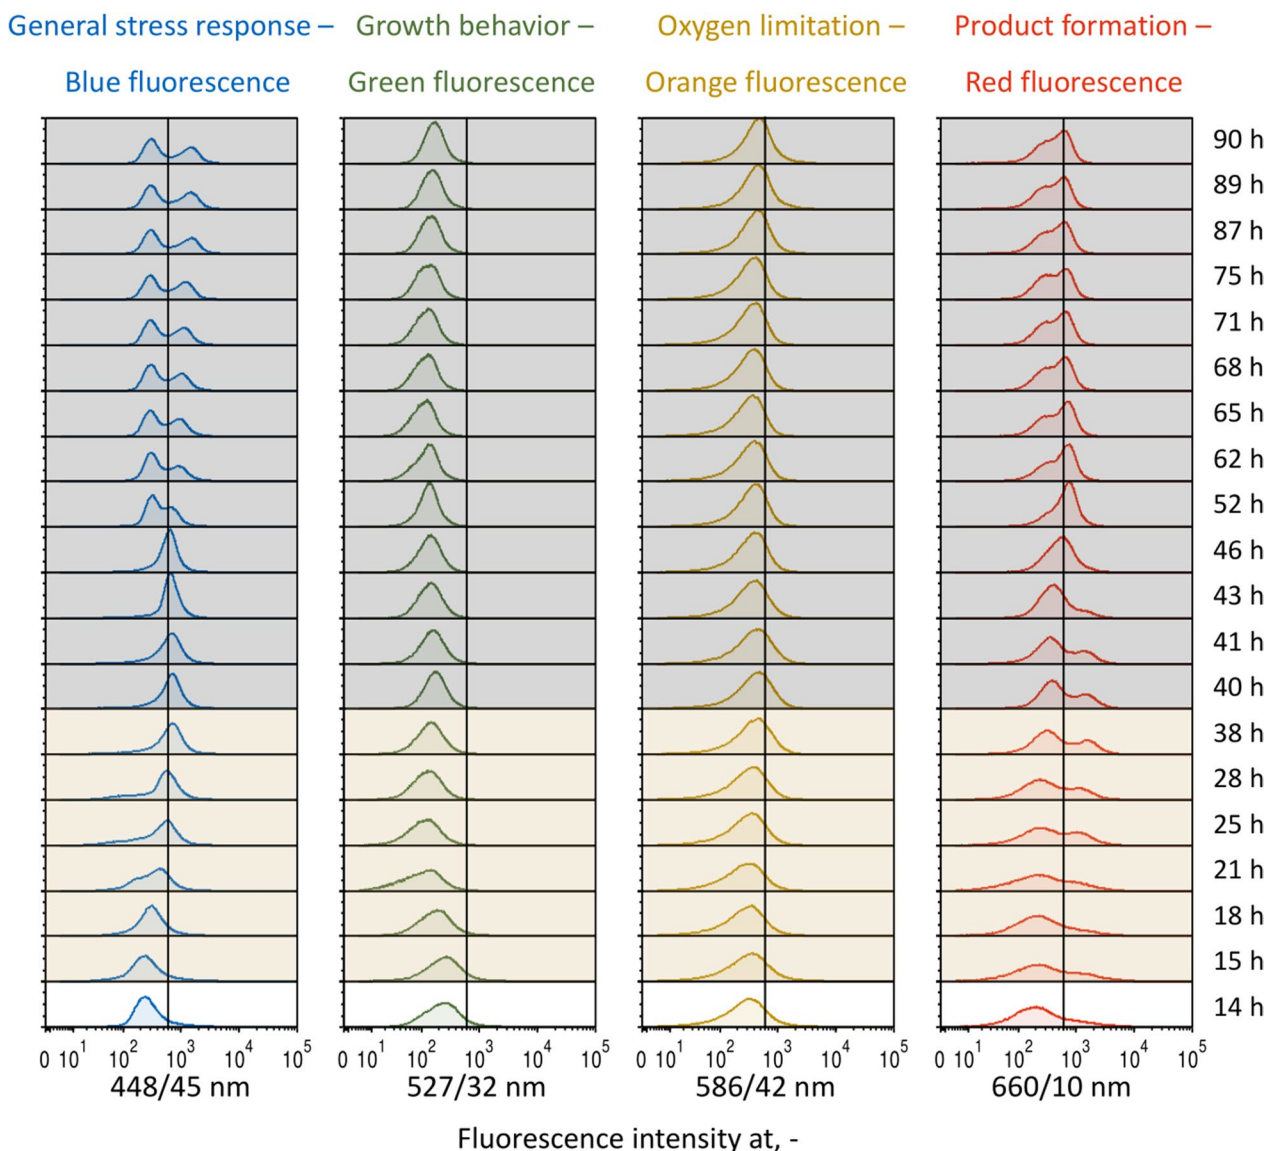 General stress response – Growth behavior – Oxygen limitation – Product formation –
Blue fluorescence Green fluorescence Orange fluorescence Red fluorescence
90 h
89 h
87 h
75 h
71 h
68 h
65 h
62 h
52 h
46 h
43 h
41 h
40 h
38 h
28 h
25 h
21 h
18 h
15 h
14 h
0 10¹ 10² 10³ 10⁴ 10⁵ 0 10¹ 10² 10³ 10⁴ 10⁵ 0 10¹ 10² 10³ 10⁴ 10⁵ 0 10¹ 10² 10³ 10⁴ 10⁵
448/45 nm 527/32 nm 586/42 nm 660/10 nm
Fluorescence intensity at, -